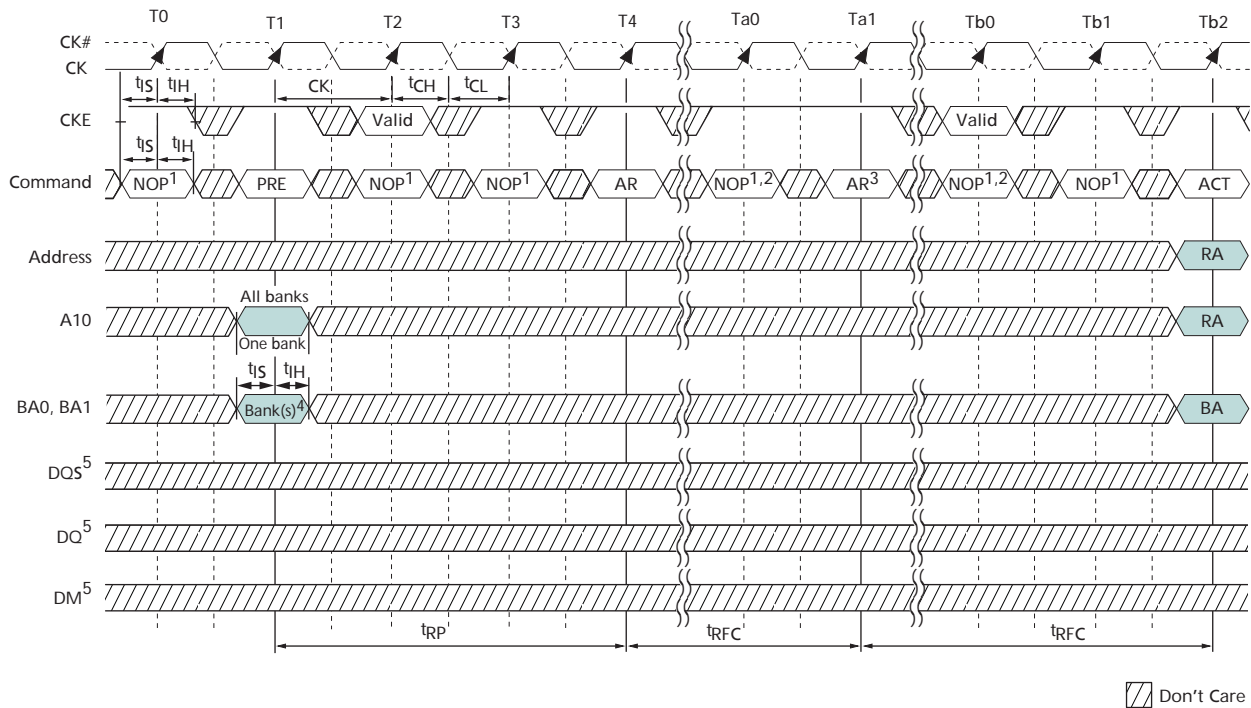 T0 T1 T2 T3 T4 Ta0 Ta1 Tb0 Tb1 Tb2
CK#
CK
tIS tIH CK tCH tCL
CKE Valid Valid
tIS tIH
Command NOP1 PRE NOP1 NOP1 AR NOP1,2 AR3 NOP1,2 NOP1 ACT
Address RA
All banks
A10 RA
One bank
tIS tIH
BA0, BA1 Bank(s)4 BA
DQS5
DQ5
DM5
tRP tRFC tRFC
Don't Care